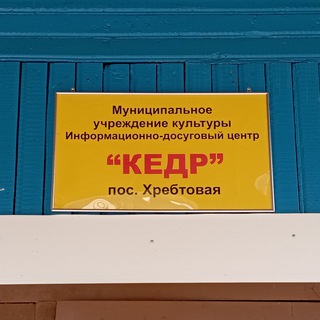 Муниципальное
учреждение культуры
Информационно-досуговый центр
“КЕДР”
пос. Хребтовая